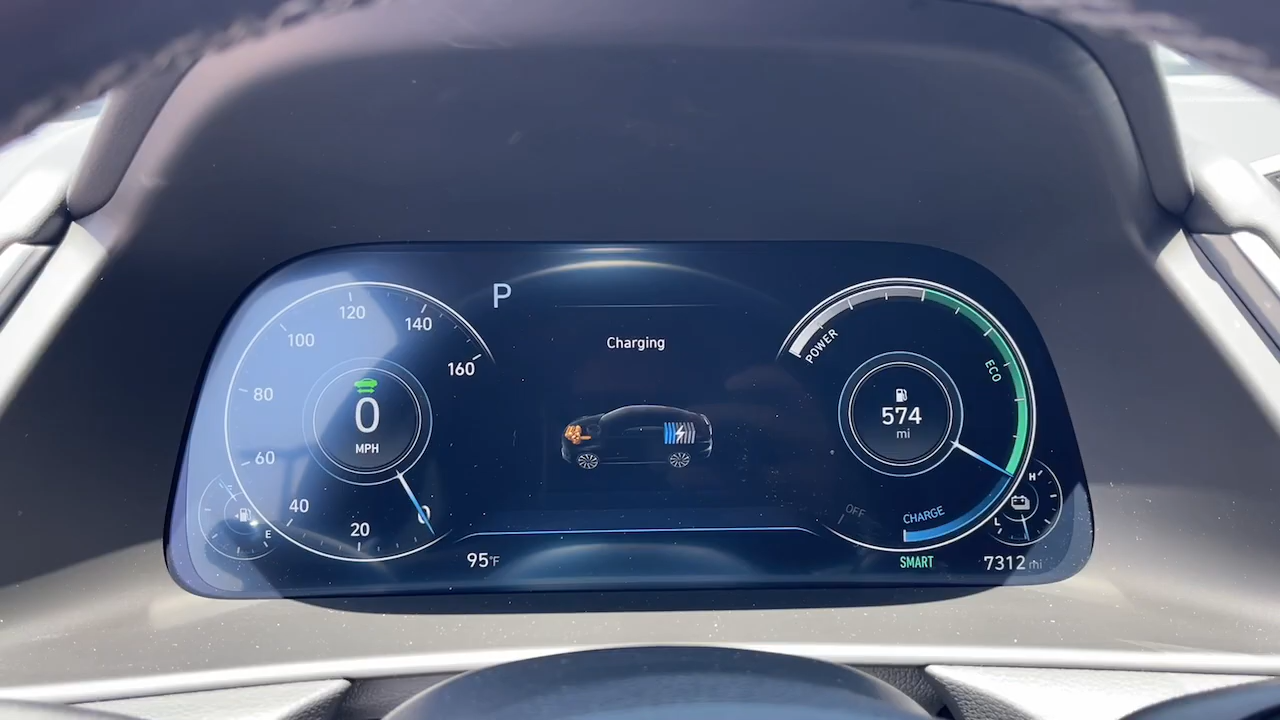 P
Charging
120
140
100
160
80
0
MPH
60
40
20
0
E
95°F
POWER
ECO
574
mi
OFF
CHARGE
H
L
SMART
7312 mi